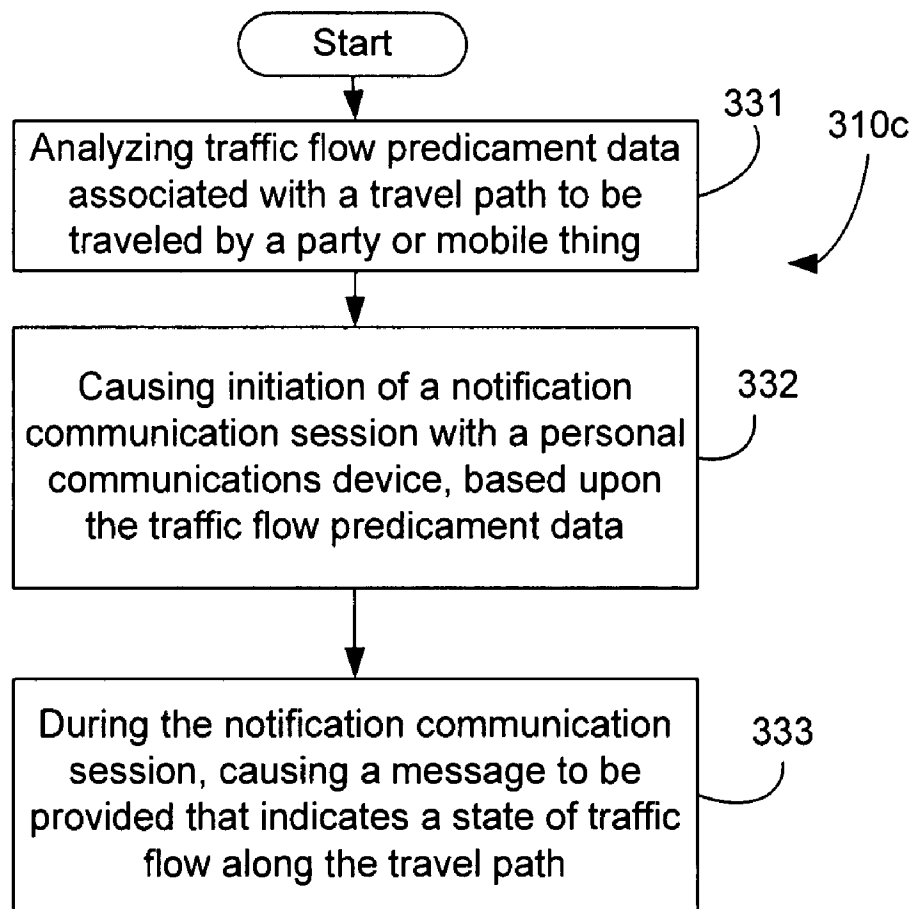 Start
331
310c
Analyzing traffic flow predicament data
associated with a travel path to be
traveled by a party or mobile thing
332
Causing initiation of a notification
communication session with a personal
communications device, based upon
the traffic flow predicament data
333
During the notification communication
session, causing a message to be
provided that indicates a state of traffic
flow along the travel path